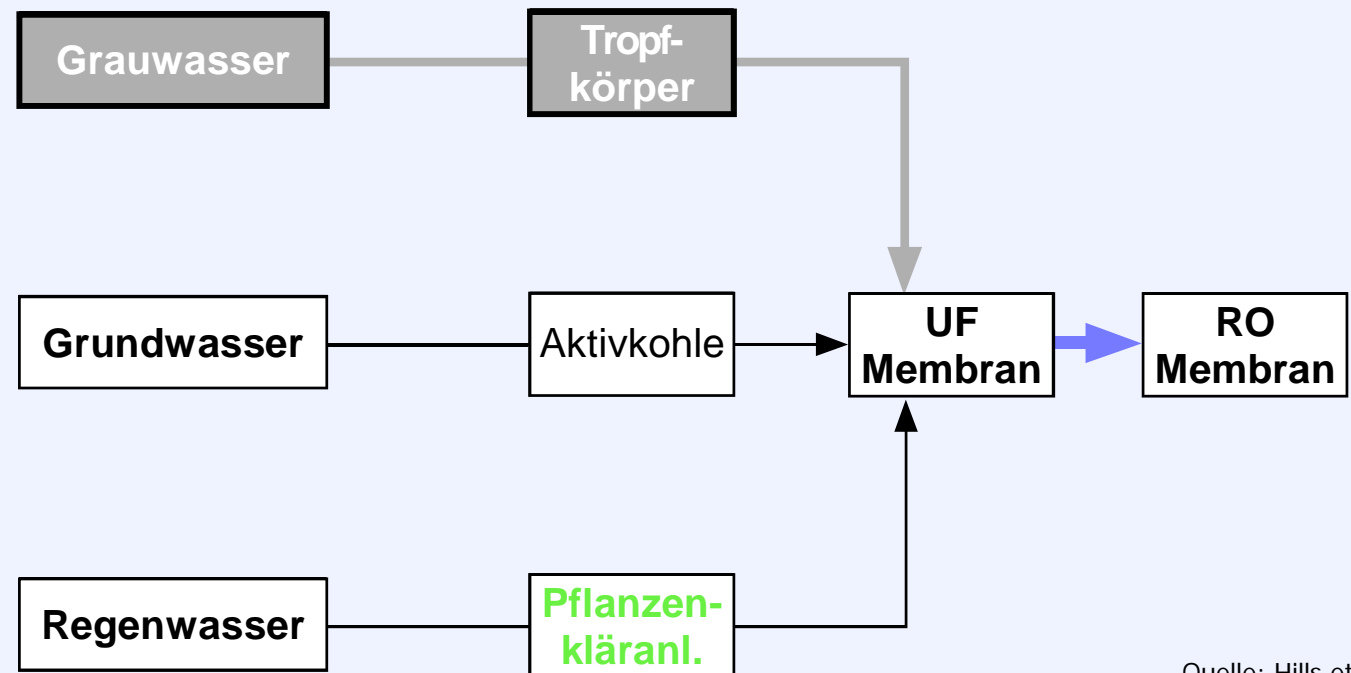 Grauwasser
Tropf-
körper
Grundwasser
Aktivkohle
UF
Membran
RO
Membran
Regenwasser
Pflanzen-
kläranl.
Quelle: Hills et